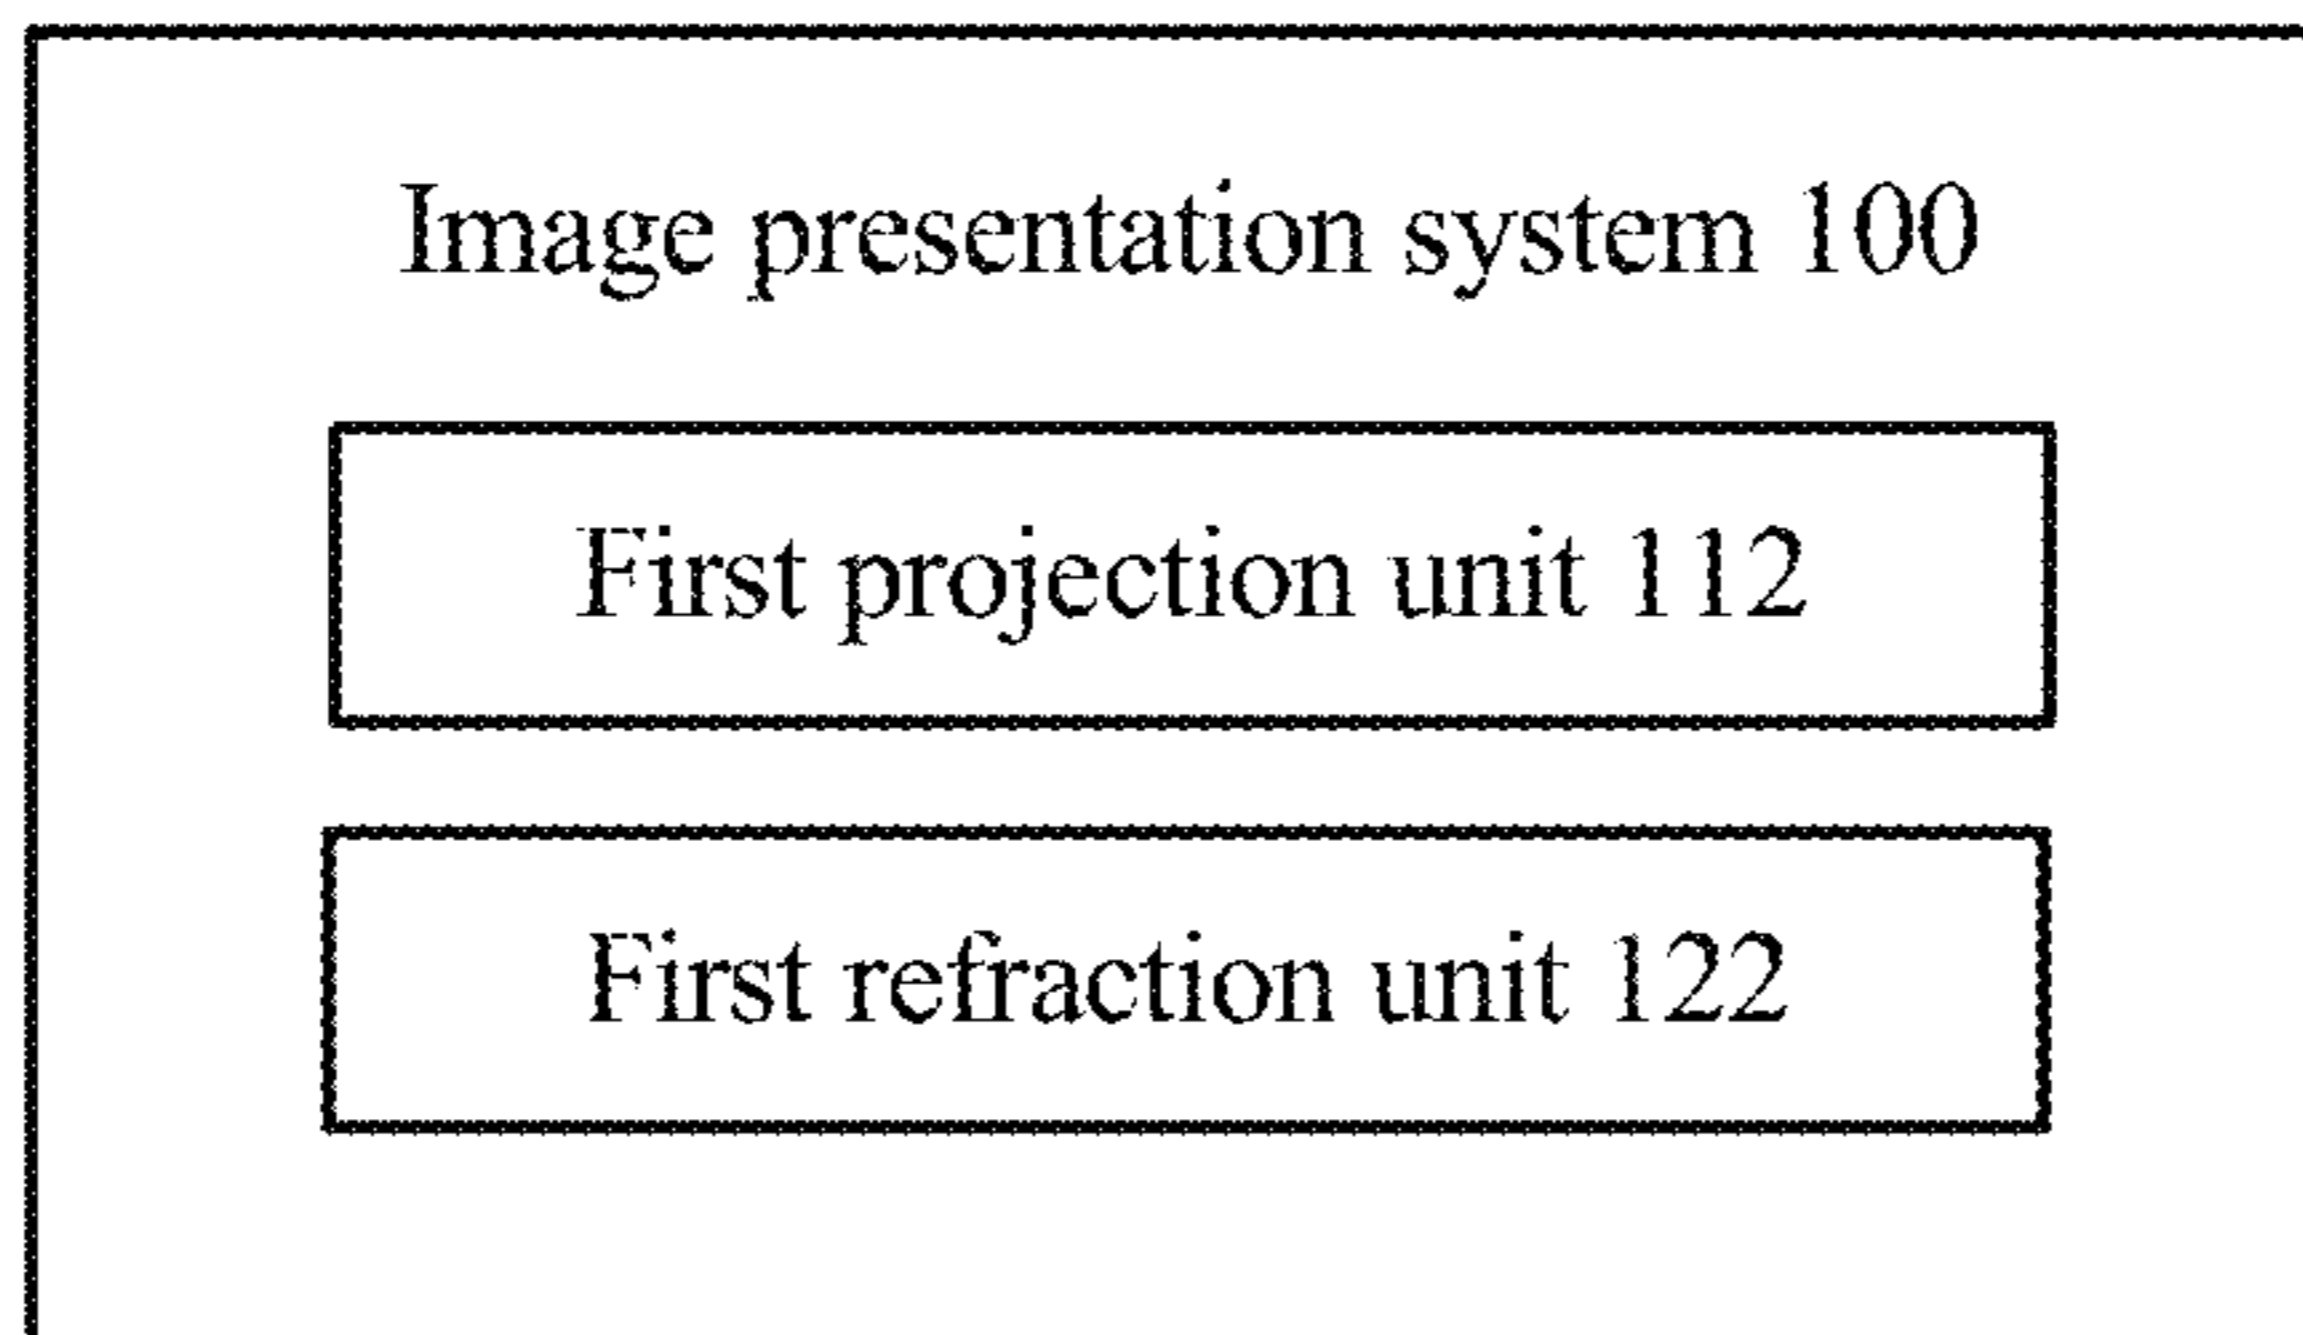 Image presentation system 100
First projection unit 112
First refraction unit 122